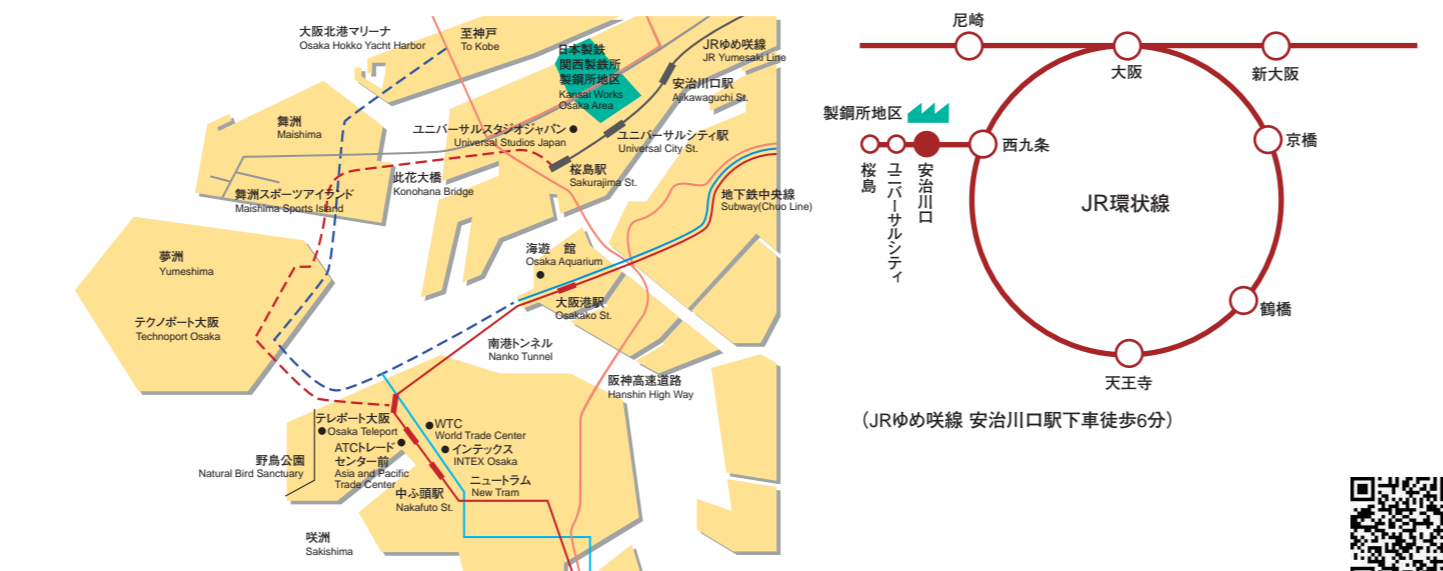 大阪北港マリーナ
Osaka Hokko Yacht Harbor
至神戸
To Kobe
日本製鉄
関西製鉄所
製鋼所地区
Kansai Works
Osaka Area
JRゆめ咲線
JR Yumesaki Line
安治川口駅
Ajikawaguchi St.
舞洲
Maishima
ユニバーサルスタジオジャパン
Universal Studios Japan
ユニバーサルシティ駅
Universal City St.
桜島駅
Sakurajima St.
此花大橋
Konohana Bridge
舞洲スポーツアイランド
Maishima Sports Island
地下鉄中央線
Subway(Chuo Line)
夢洲
Yumeshima
海遊 館
Osaka Aquarium
大阪港駅
Osakako St.
テクノポート大阪
Technoport Osaka
南港トンネル
Nanko Tunnel
阪神高速道路
Hanshin High Way
テレポート大阪
Osaka Teleport
WTC
World Trade Center
ATCトレード
センター前
Asia and Pacific
Trade Center
インテックス
INTEX Osaka
野鳥公園
Natural Bird Sanctuary
中ふ頭駅
Nakafuto St.
ニュートラム
New Tram
咲洲
Sakishima
尼崎
大阪
新大阪
製鋼所地区
西九条
京橋
桜島
ユニバーサルシティ
安治川口
JR環状線
鶴橋
天王寺
(JRゆめ咲線 安治川口駅下車徒歩6分)